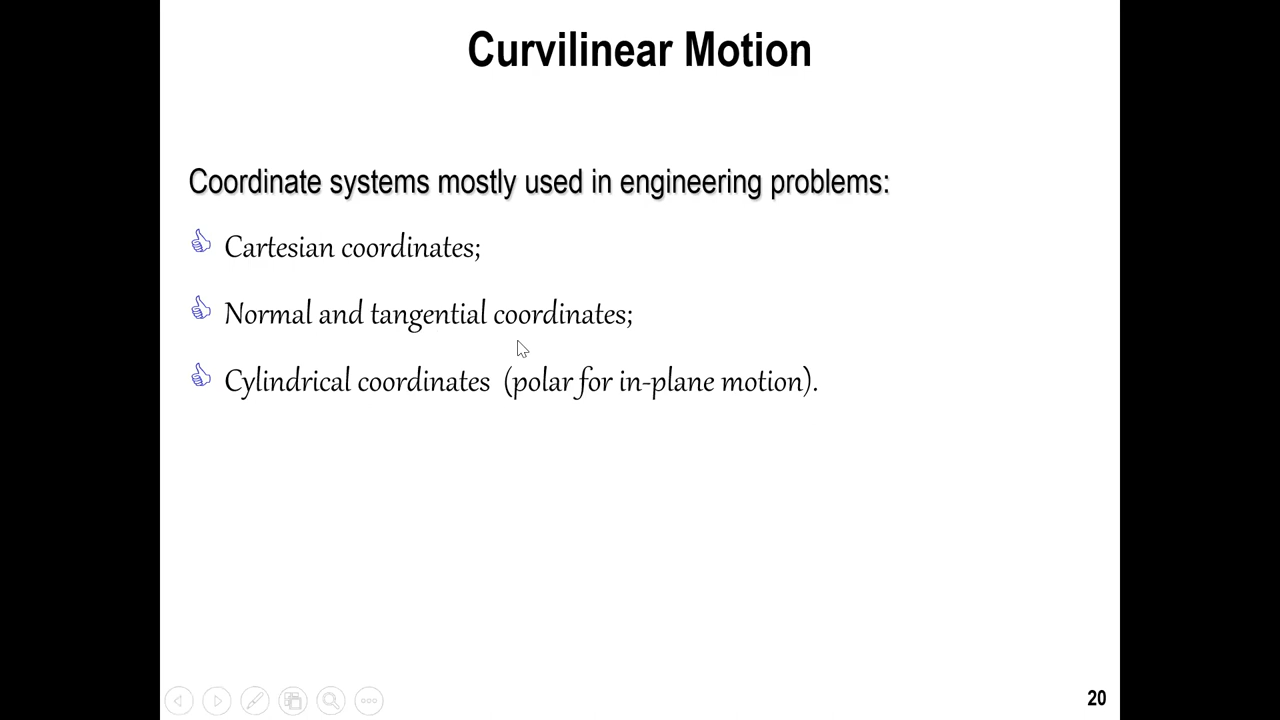 Curvilinear Motion
Coordinate systems mostly used in engineering problems:
Cartesian coordinates;
Normal and tangential coordinates;
Cylindrical coordinates (polar for in-plane motion).
20